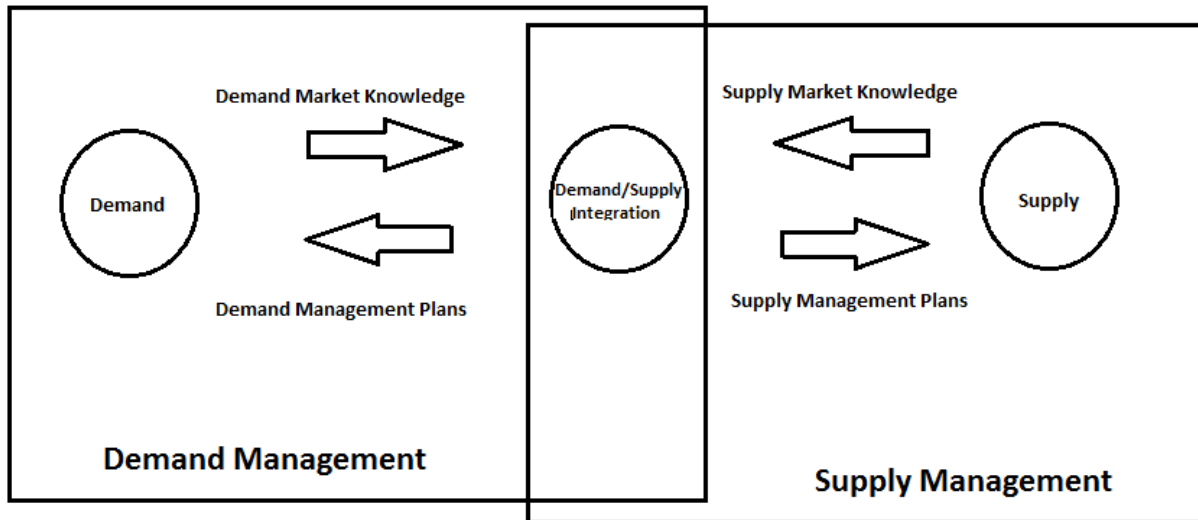 Demand Market Knowledge
Supply Market Knowledge
Demand
Demand/Supply
Integration
Supply
Demand Management Plans
Supply Management Plans
Demand Management
Supply Management